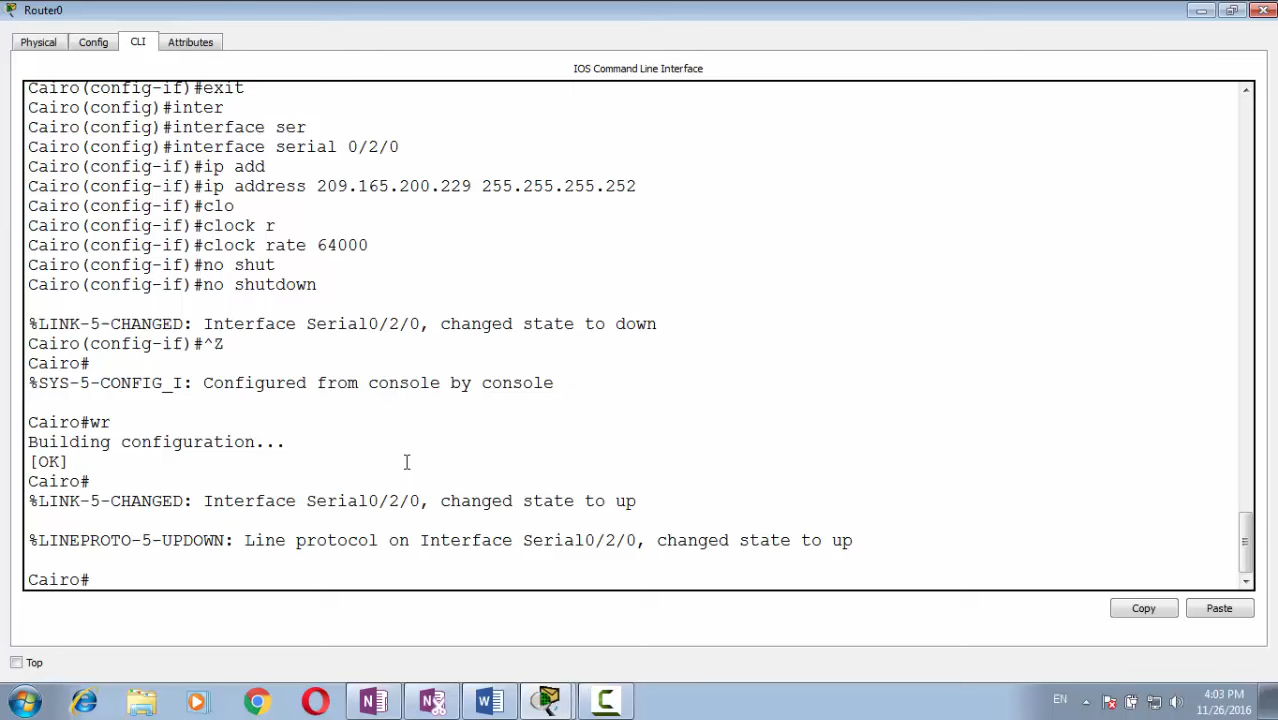 Router0
Physical Config CLI Attributes
IOS Command Line Interface
Cairo(config-if)#exit
Cairo(config)#inter
Cairo(config)#interface ser
Cairo(config)#interface serial 0/2/0
Cairo(config-if)#ip add
Cairo(config-if)#ip address 209.165.200.229 255.255.255.252
Cairo(config-if)#clo
Cairo(config-if)#clock r
Cairo(config-if)#clock rate 64000
Cairo(config-if)#no shut
Cairo(config-if)#no shutdown
%LINK-5-CHANGED: Interface Serial0/2/0, changed state to down
Cairo(config-if)#^Z
Cairo#
%SYS-5-CONFIG_I: Configured from console by console
Cairo#wr
Building configuration...
[OK]
Cairo#
%LINK-5-CHANGED: Interface Serial0/2/0, changed state to up
%LINEPROTO-5-UPDOWN: Line protocol on Interface Serial0/2/0, changed state to up
Cairo#
Copy Paste
Top
EN 4:03 PM
11/26/2016